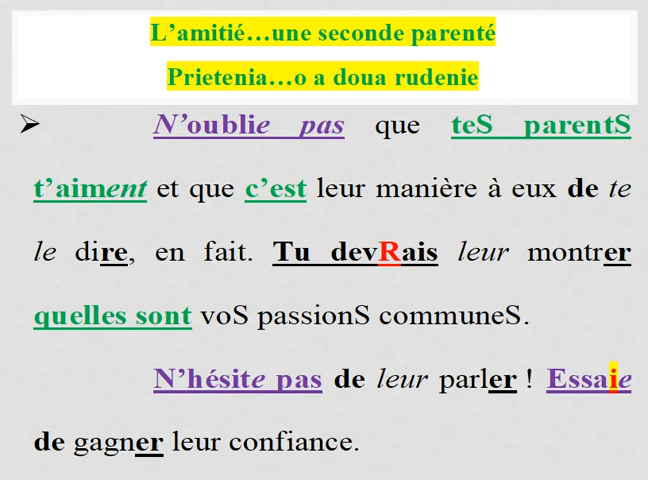 L’amitié…une seconde parenté
Prietenia…o a doua rudenie
➢ N’oublie pas que teS parentS
t’aiment et que c’est leur manière à eux de te
le dire, en fait. Tu devRais leur montrer
quelles sont voS passionS communeS.
N’hésite pas de leur parler ! Essaie
de gagner leur confiance.